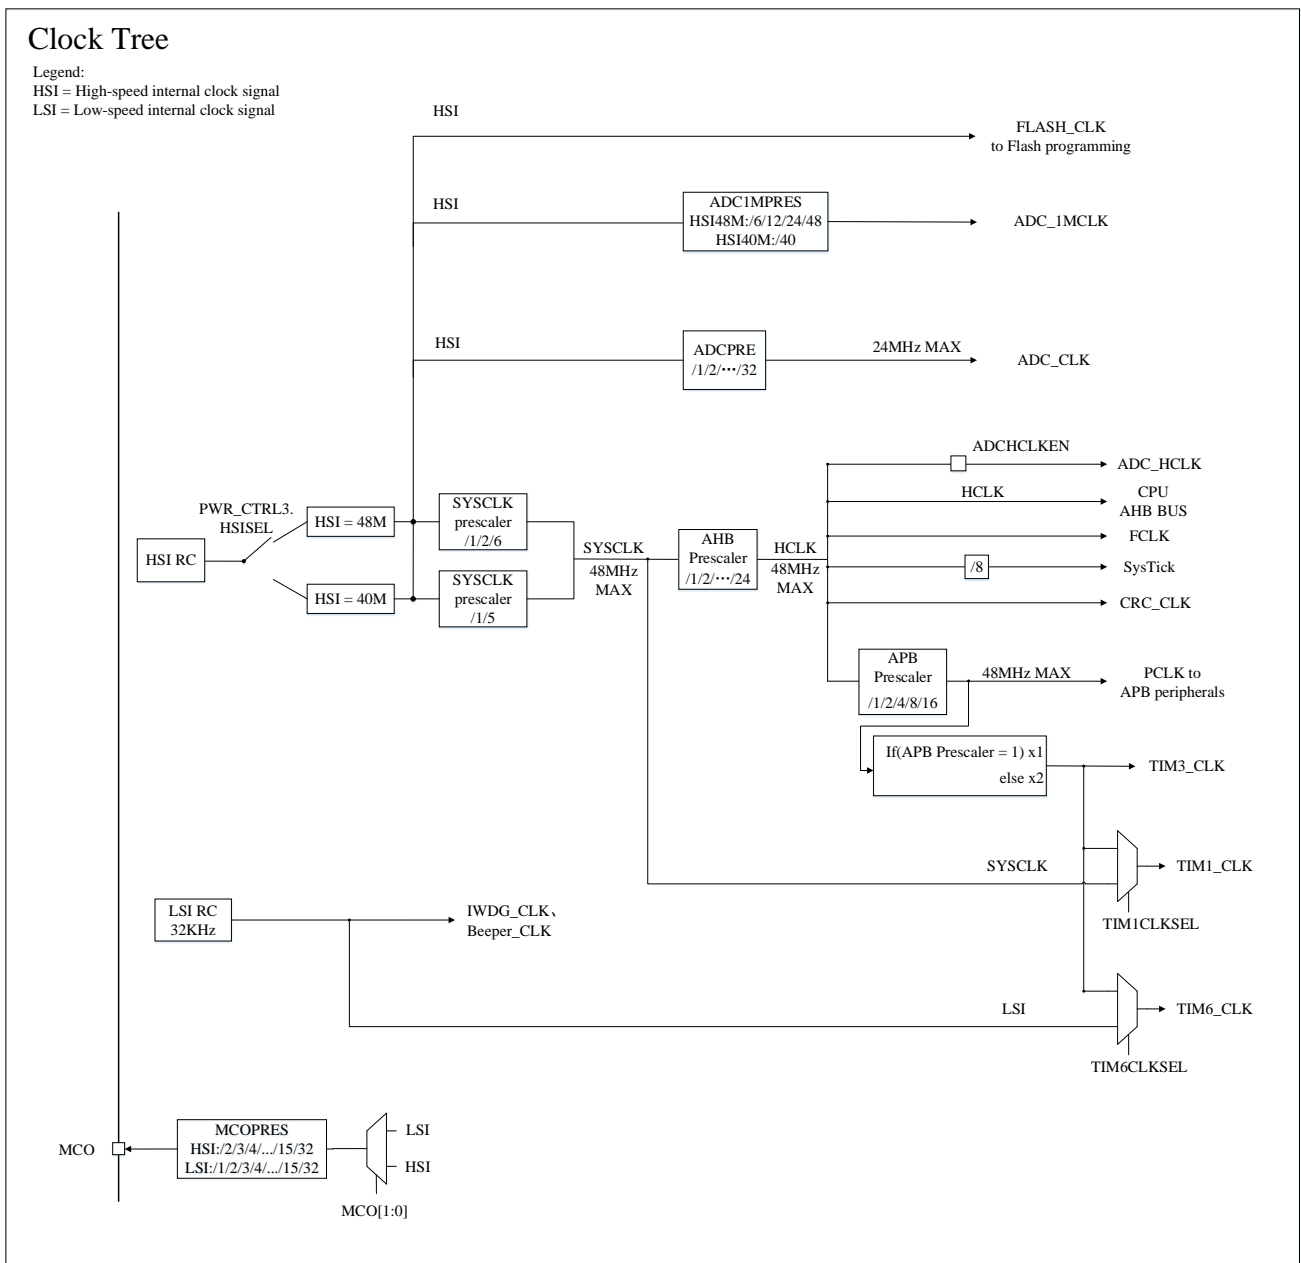 Clock Tree
Legend:
HSI = High-speed internal clock signal
LSI = Low-speed internal clock signal
HSI
FLASH_CLK
to Flash programming
HSI
ADC1MPRES
HSI48M:/6/12/24/48
HSI40M:/40
ADC_1MCLK
HSI
ADCPRE
/1/2/···/32
24MHz MAX
ADC_CLK
ADCHCLKEN
ADC_HCLK
HCLK
CPU
AHB BUS
FCLK
/8
SysTick
CRC_CLK
PWR_CTRL3.
HSISEL
HSI RC
HSI = 48M
HSI = 40M
SYSCLK
prescaler
/1/2/6
SYSCLK
prescaler
/1/5
SYSCLK
48MHz
MAX
AHB
Prescaler
/1/2/···/24
HCLK
48MHz
MAX
APB
Prescaler
/1/2/4/8/16
48MHz MAX
PCLK to
APB peripherals
If(APB Prescaler = 1) x1
else x2
TIM3_CLK
SYSCLK
TIM1_CLK
TIM1CLKSEL
LSI RC
32KHz
IWDG_CLK、
Beeper_CLK
LSI
TIM6_CLK
TIM6CLKSEL
MCO
MCOPRES
HSI:/2/3/4/.../15/32
LSI:/1/2/3/4/.../15/32
LSI
HSI
MCO[1:0]